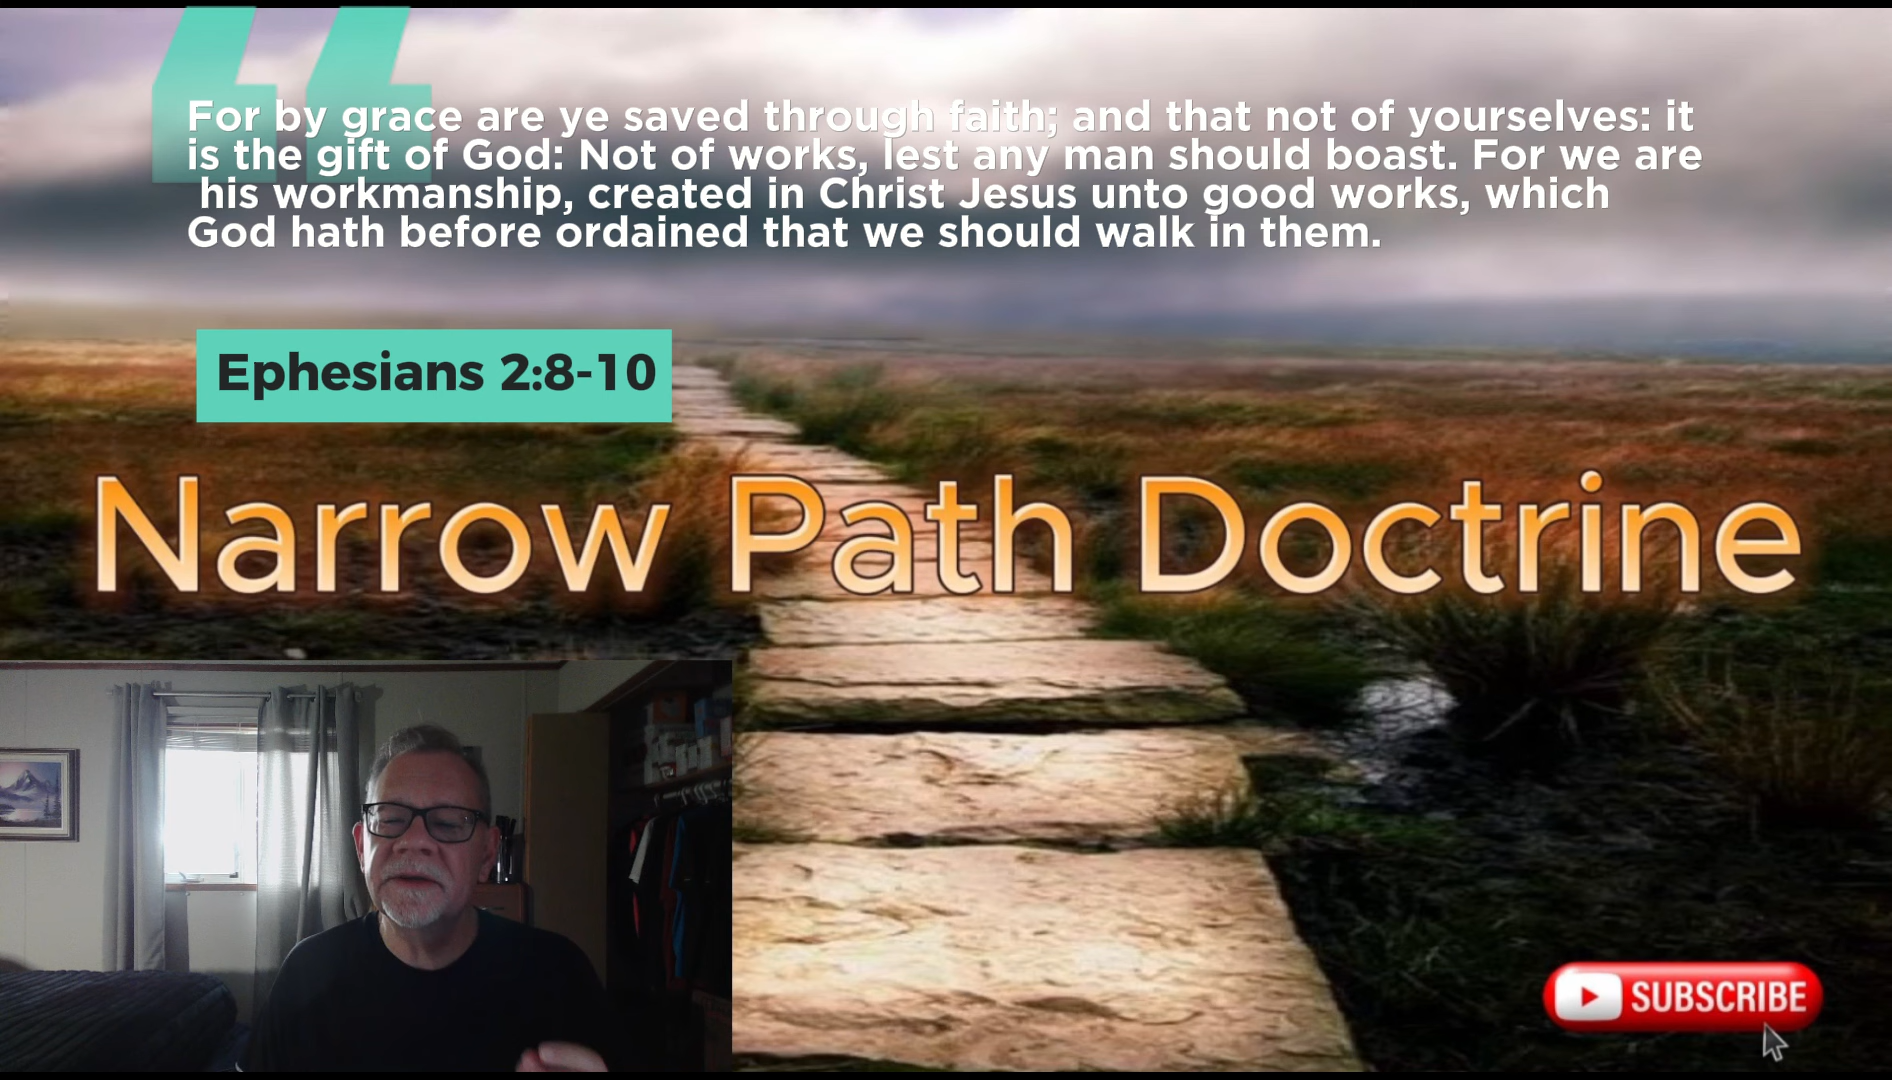 For by grace are ye saved through faith; and that not of yourselves: it
is the gift of God: Not of works, lest any man should boast. For we are
his workmanship, created in Christ Jesus unto good works, which
God hath before ordained that we should walk in them.
Ephesians 2:8-10
Narrow Path Doctrine
SUBSCRIBE